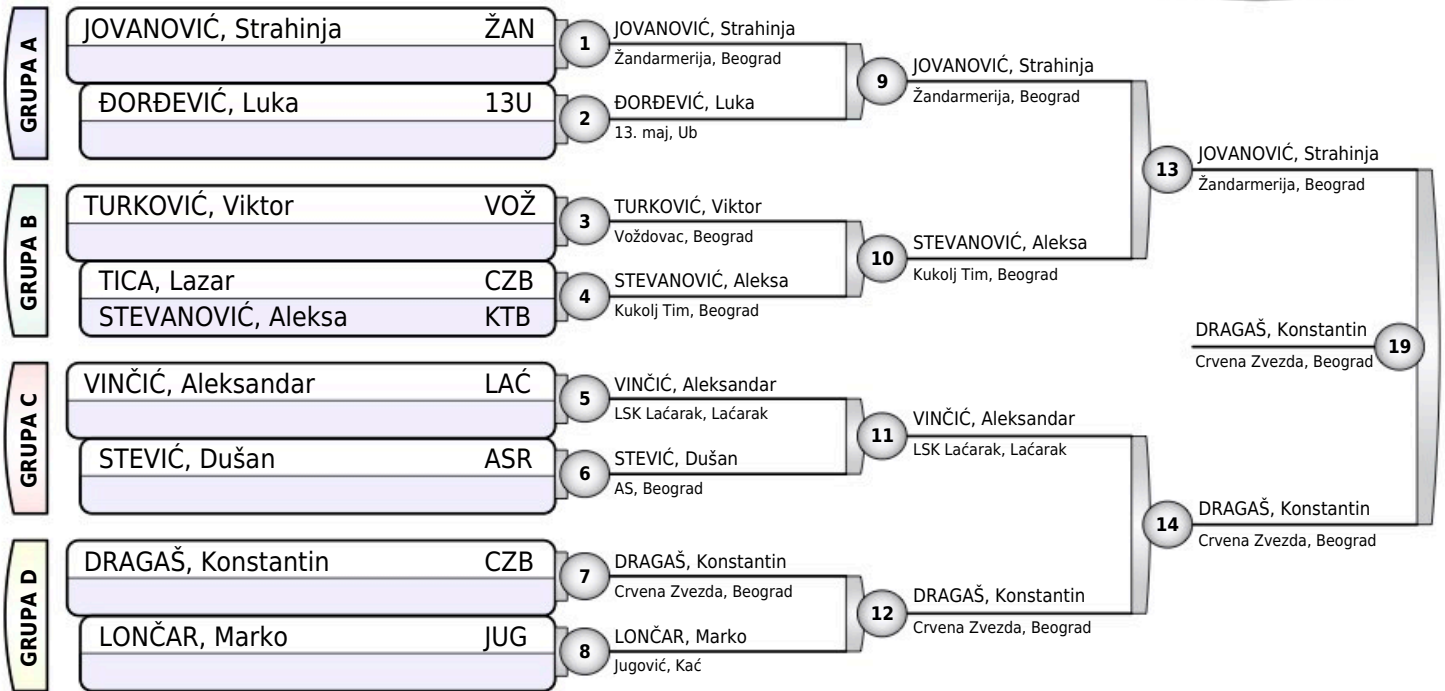 GRUPA A
JOVANOVIĆ, Strahinja ŽAN
ĐORĐEVIĆ, Luka 13U
GRUPA B
TURKOVIĆ, Viktor VOŽ
TICA, Lazar CZB
STEVANOVIĆ, Aleksa KTB
GRUPA C
VINČIĆ, Aleksandar LAĆ
STEVIĆ, Dušan ASR
GRUPA D
DRAGAŠ, Konstantin CZB
LONČAR, Marko JUG
1
JOVANOVIĆ, Strahinja
Žandarmerija, Beograd
2
ĐORĐEVIĆ, Luka
13. maj, Ub
3
TURKOVIĆ, Viktor
Voždovac, Beograd
4
STEVANOVIĆ, Aleksa
Kukolj Tim, Beograd
5
VINČIĆ, Aleksandar
LSK Laćarak, Laćarak
6
STEVIĆ, Dušan
AS, Beograd
7
DRAGAŠ, Konstantin
Crvena Zvezda, Beograd
8
LONČAR, Marko
Jugović, Kać
9
JOVANOVIĆ, Strahinja
Žandarmerija, Beograd
10
STEVANOVIĆ, Aleksa
Kukolj Tim, Beograd
11
VINČIĆ, Aleksandar
LSK Laćarak, Laćarak
12
DRAGAŠ, Konstantin
Crvena Zvezda, Beograd
13
JOVANOVIĆ, Strahinja
Žandarmerija, Beograd
14
DRAGAŠ, Konstantin
Crvena Zvezda, Beograd
DRAGAŠ, Konstantin
Crvena Zvezda, Beograd
19